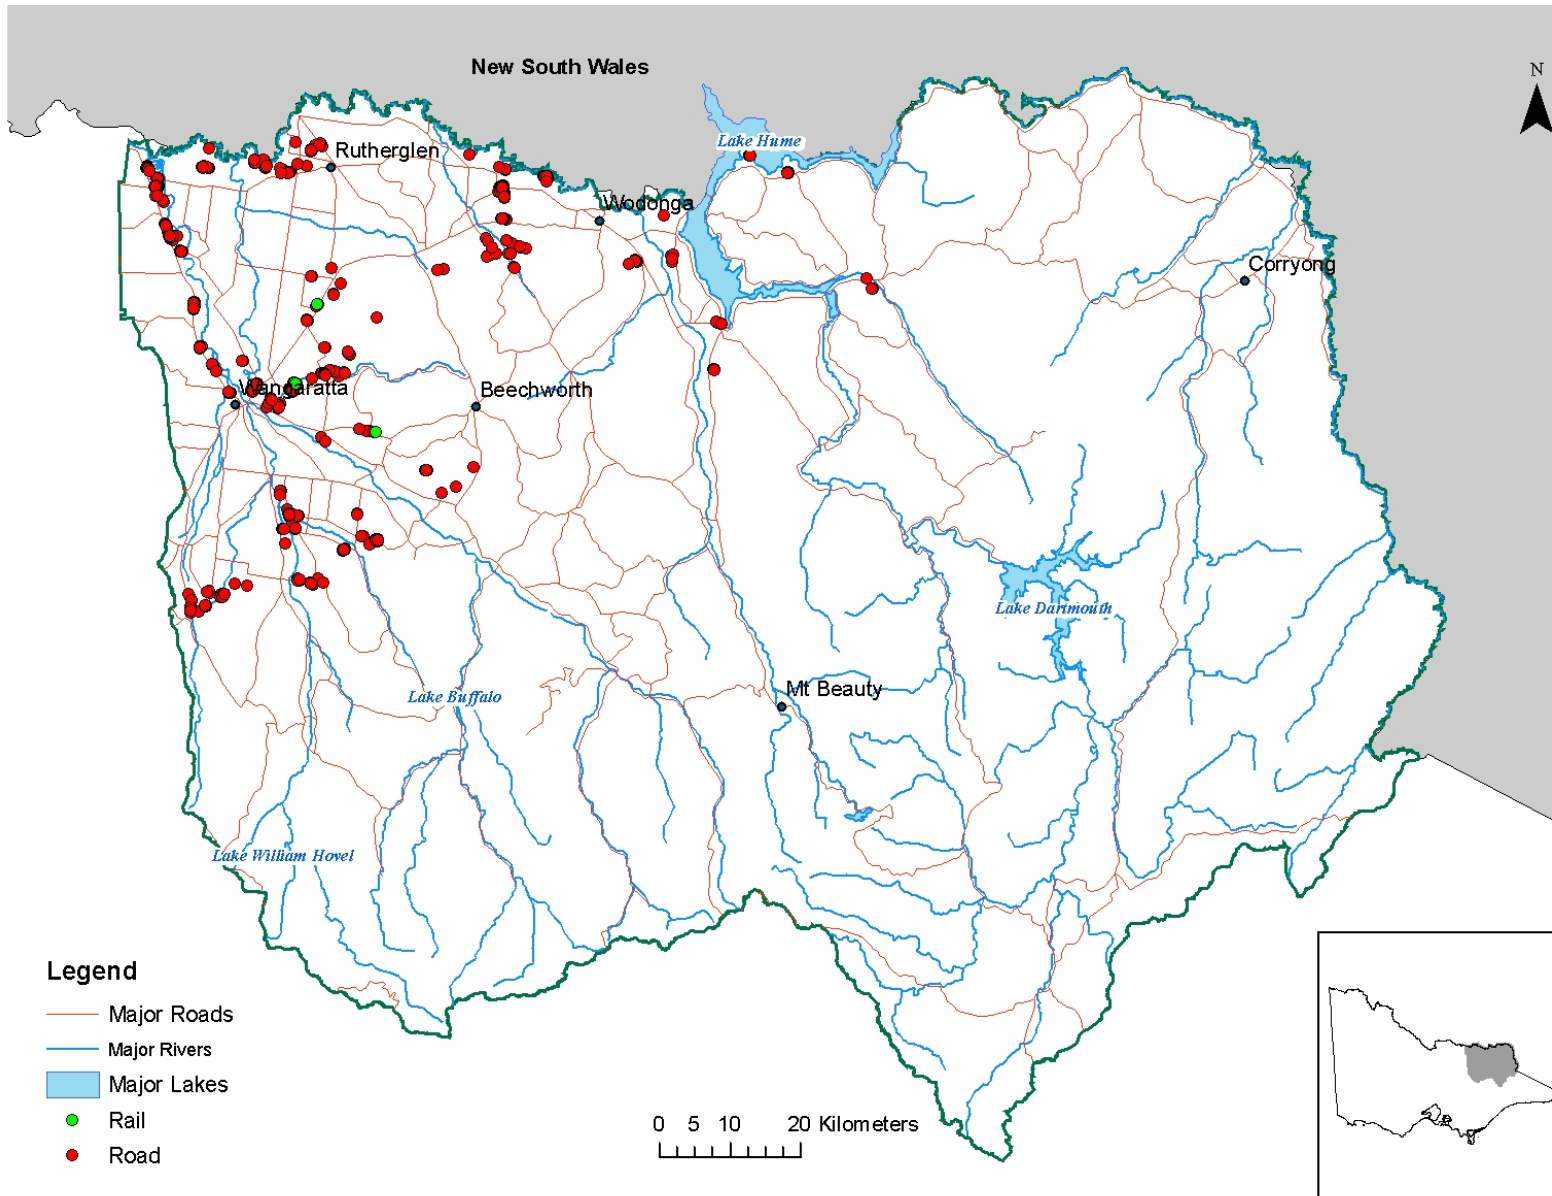 New South Wales
N
Lake Hume
Rutherglen
Wodonga
Corryong
Wangaratta
Beechworth
Lake Dartmouth
Mt Beauty
Lake Buffalo
Lake William Hovel
Legend
Major Roads
Major Rivers
Major Lakes
Rail
Road
0 5 10 20 Kilometers